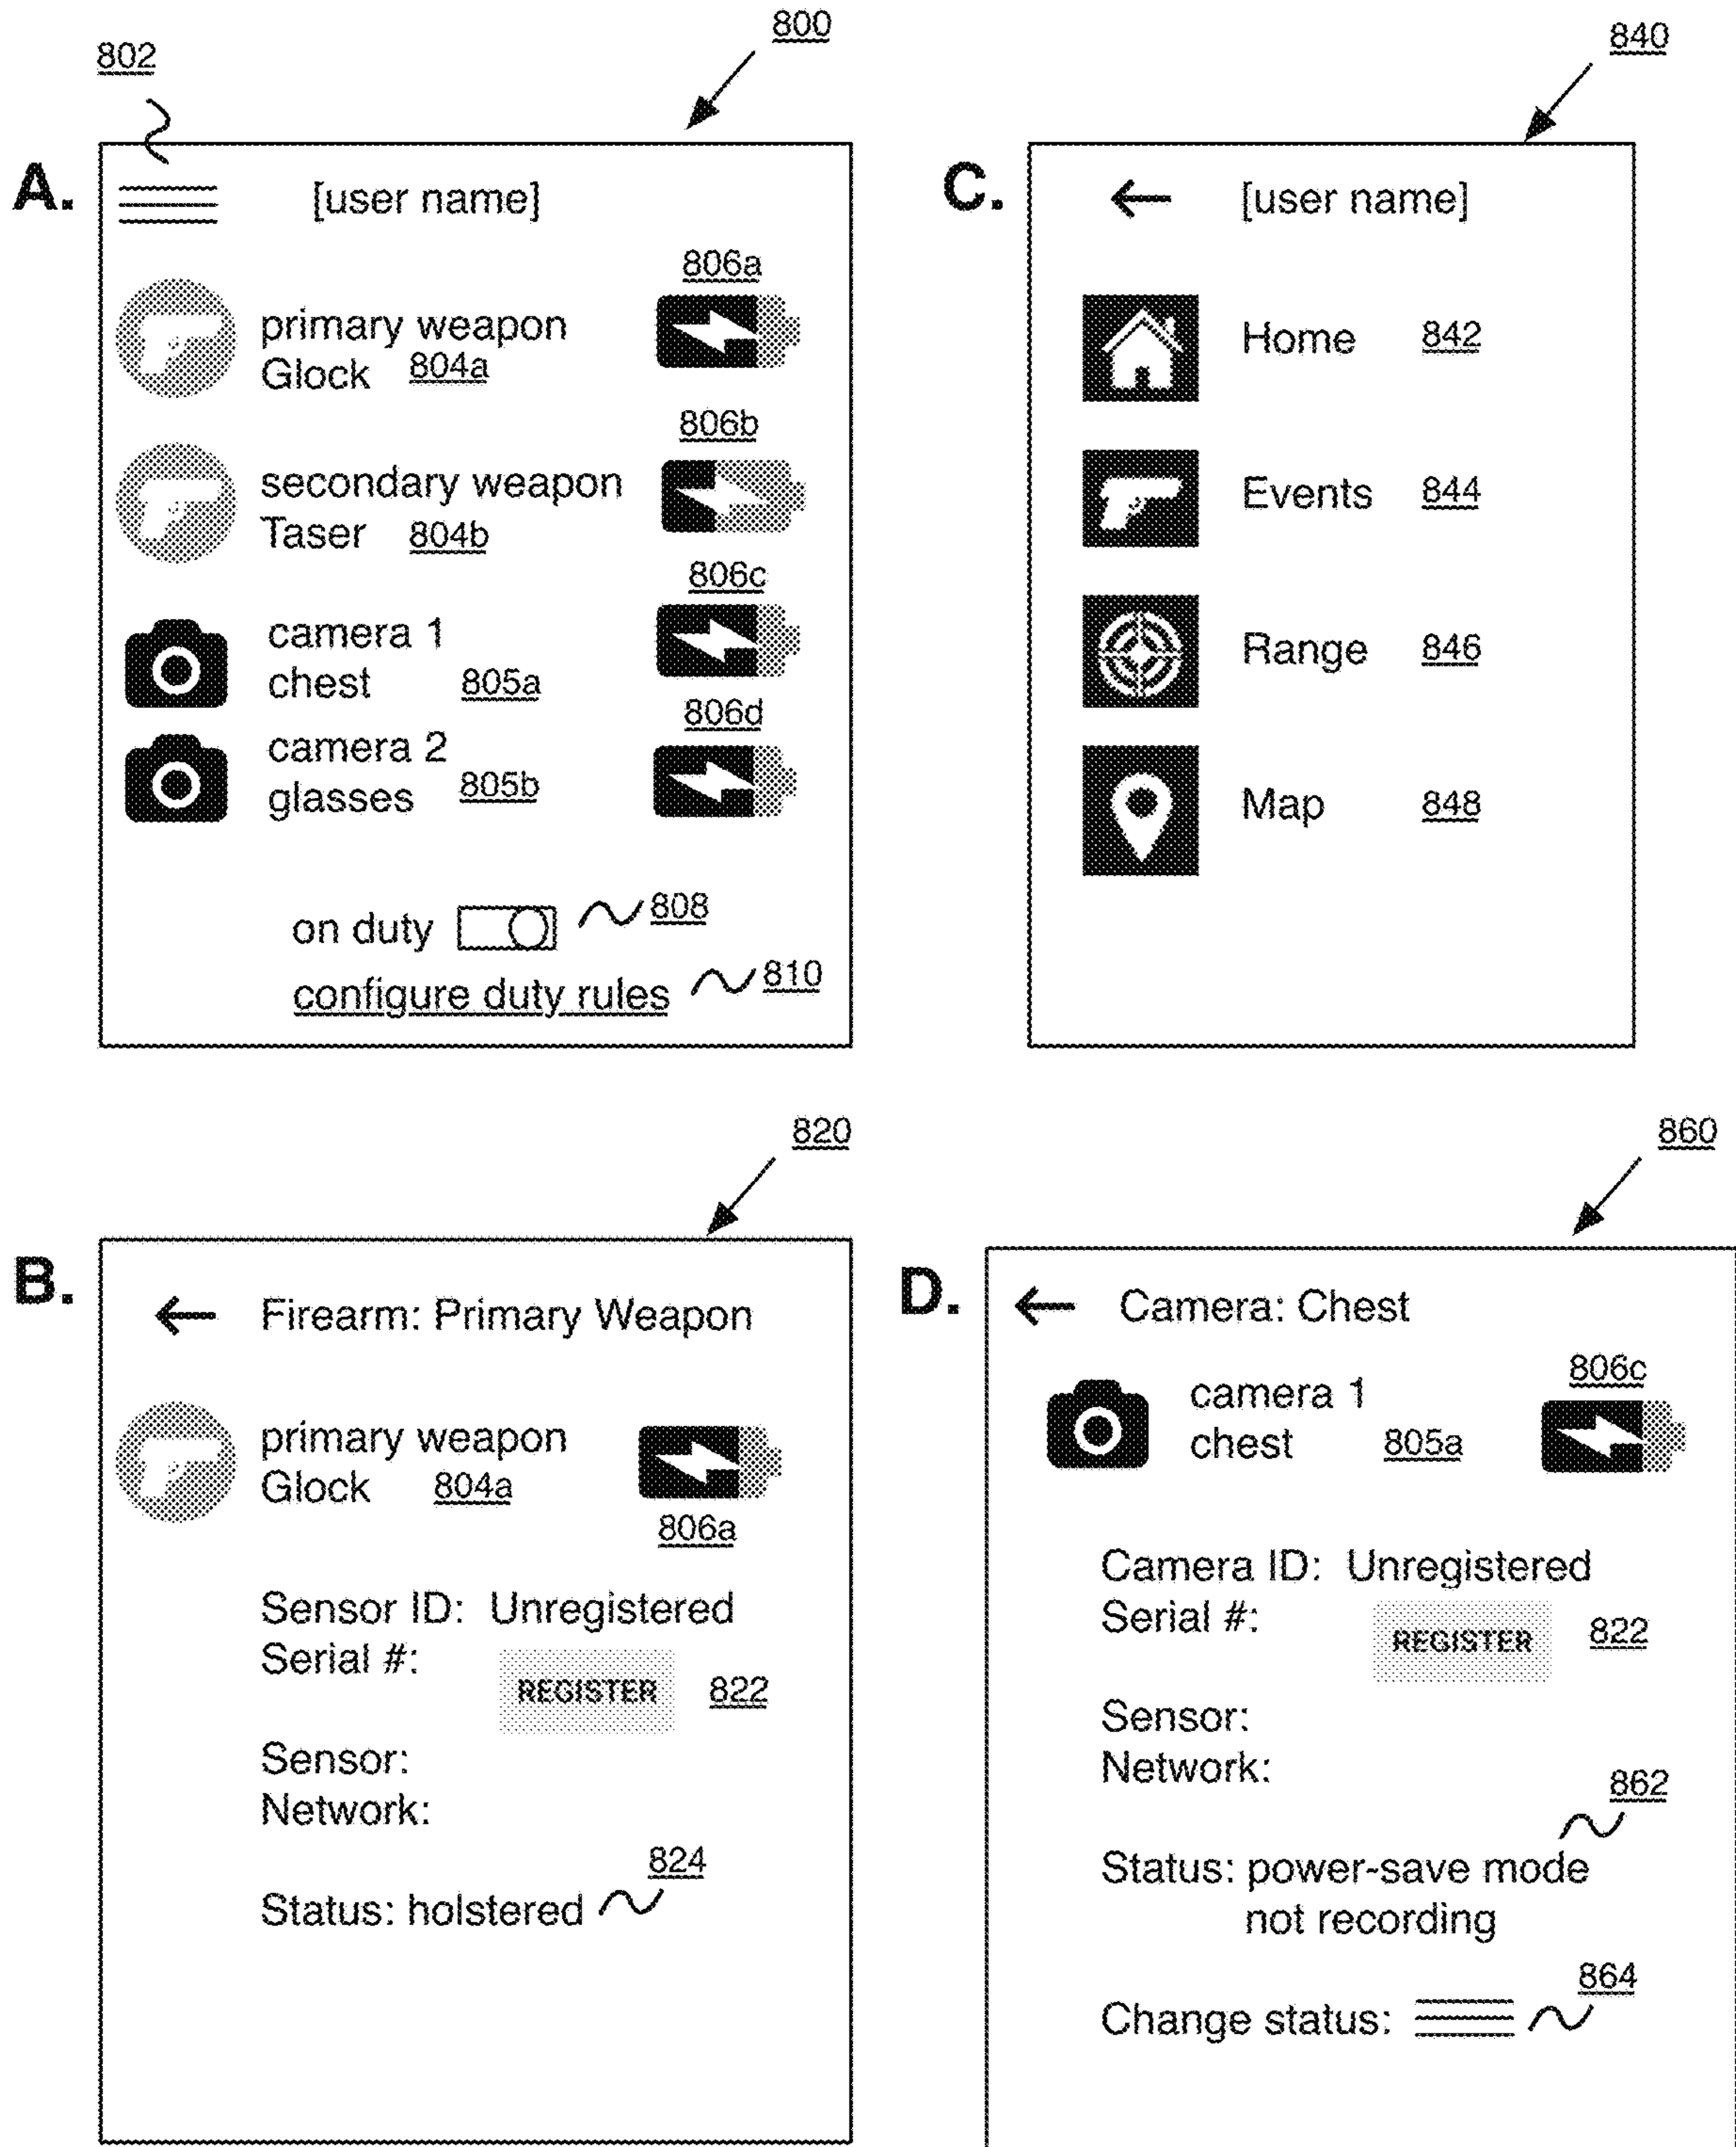 800
802
A.
[user name]
806a
primary weapon
Glock 804a
806b
secondary weapon
Taser 804b
806c
camera 1
chest 805a
806d
camera 2
glasses 805b
on duty 808
configure duty rules 810
840
C.
[user name]
Home 842
Events 844
Range 846
Map 848
820
B.
Firearm: Primary Weapon
primary weapon
Glock 804a
806a
Sensor ID: Unregistered
Serial #:
REGISTER 822
Sensor:
Network:
824
Status: holstered
860
D.
Camera: Chest
806c
camera 1
chest 805a
Camera ID: Unregistered
Serial #:
REGISTER 822
Sensor:
Network:
862
Status: power-save mode
not recording
864
Change status: